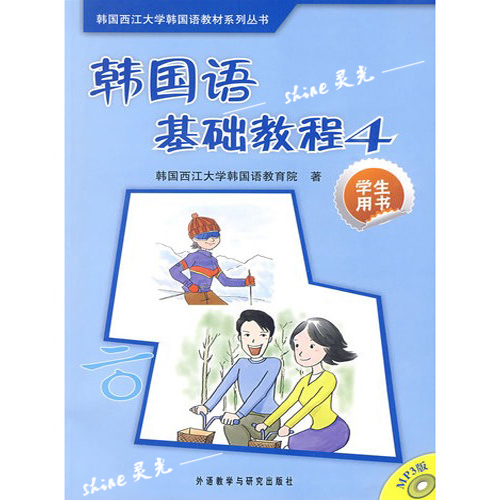 韩国西江大学韩国语教材系列丛书
韩国语
shine 灵光
基础教程4
韩国西江大学韩国语教育院 著
学生
用书
흥
shine 灵光
外语教学与研究出版社
MP3版